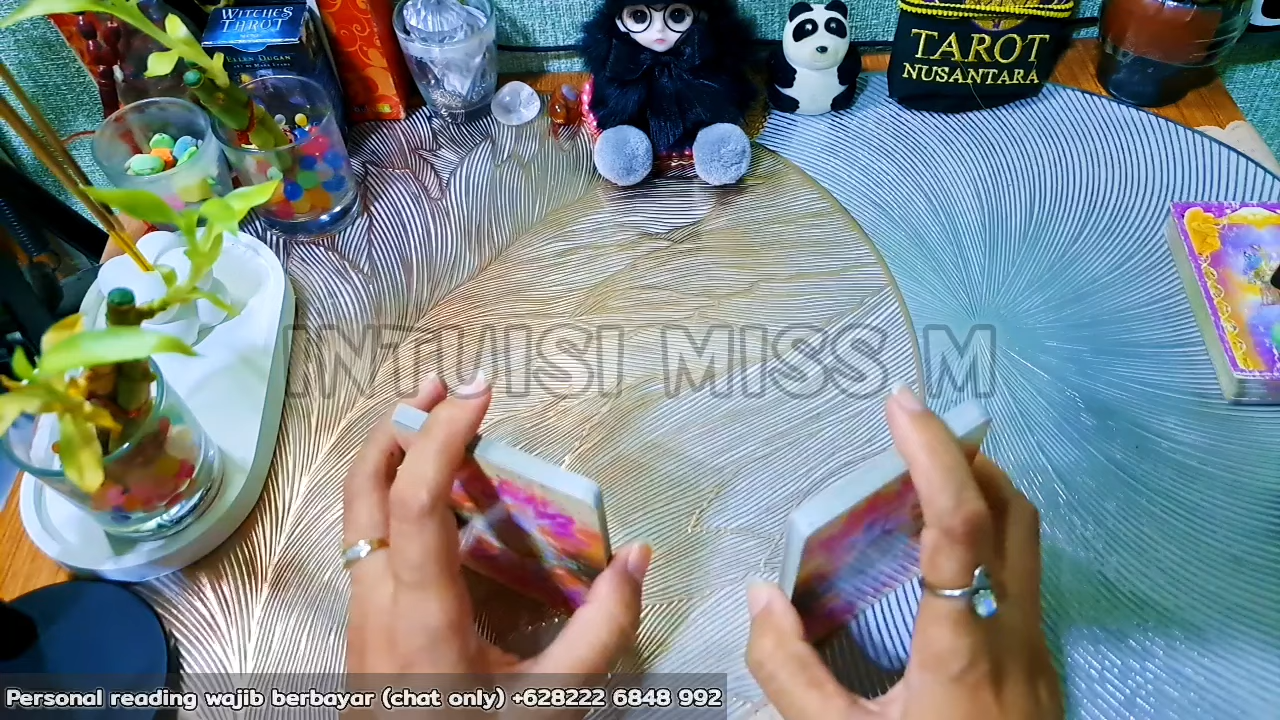 WITCHES
TAROT
ELLEN DUGAN
TAROT
NUSANTARA
INTUISI MISS M
Personal reading wajib berbayar (chat only) +628222 6848 992